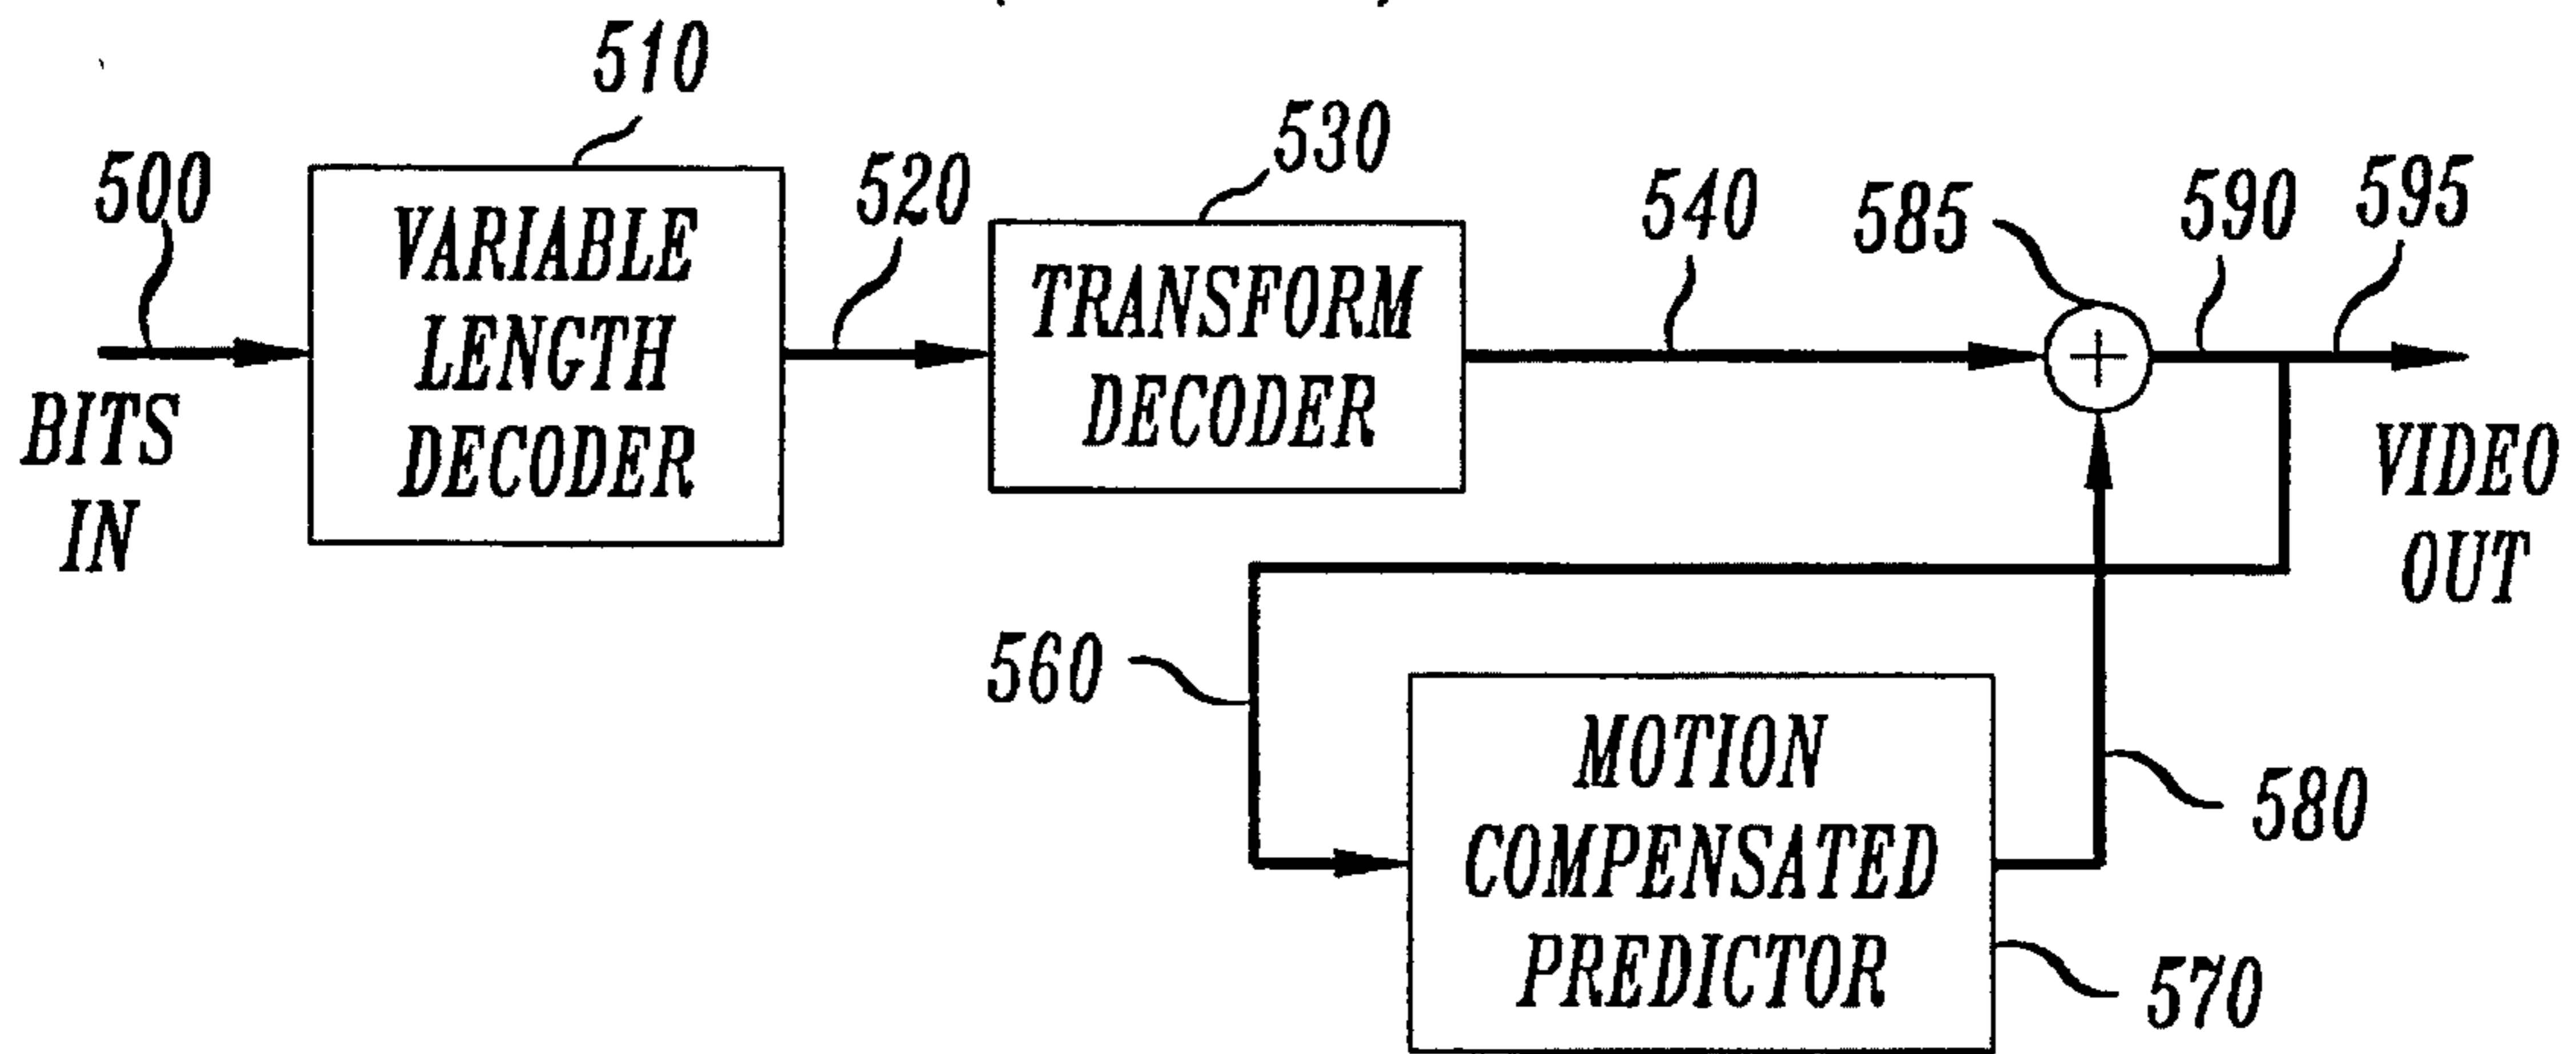 510
500
VARIABLE
LENGTH
DECODER
520
530
TRANSFORM
DECODER
540
585
590
595
BITS
IN
VIDEO
OUT
560
MOTION
COMPENSATED
PREDICTOR
580
570